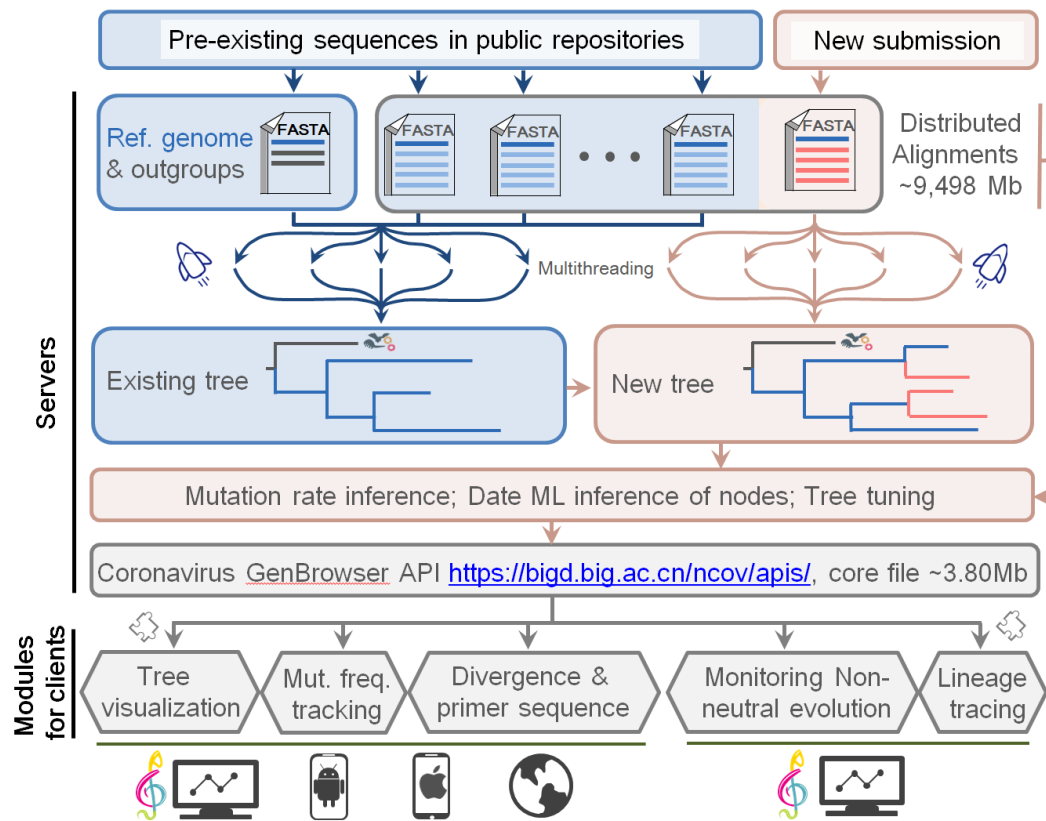 Pre-existing sequences in public repositories
New submission
Servers
Ref. genome
& outgroups
FASTA
FASTA
FASTA
FASTA
FASTA
Distributed
Alignments
~9,498 Mb
Multithreading
Existing tree
New tree
Mutation rate inference; Date ML inference of nodes; Tree tuning
Coronavirus GenBrowser API https://bigd.big.ac.cn/ncov/apis/, core file ~3.80Mb
Modules
for clients
Tree
visualization
Mut. freq.
tracking
Divergence &
primer sequence
Monitoring Non-
neutral evolution
Lineage
tracing